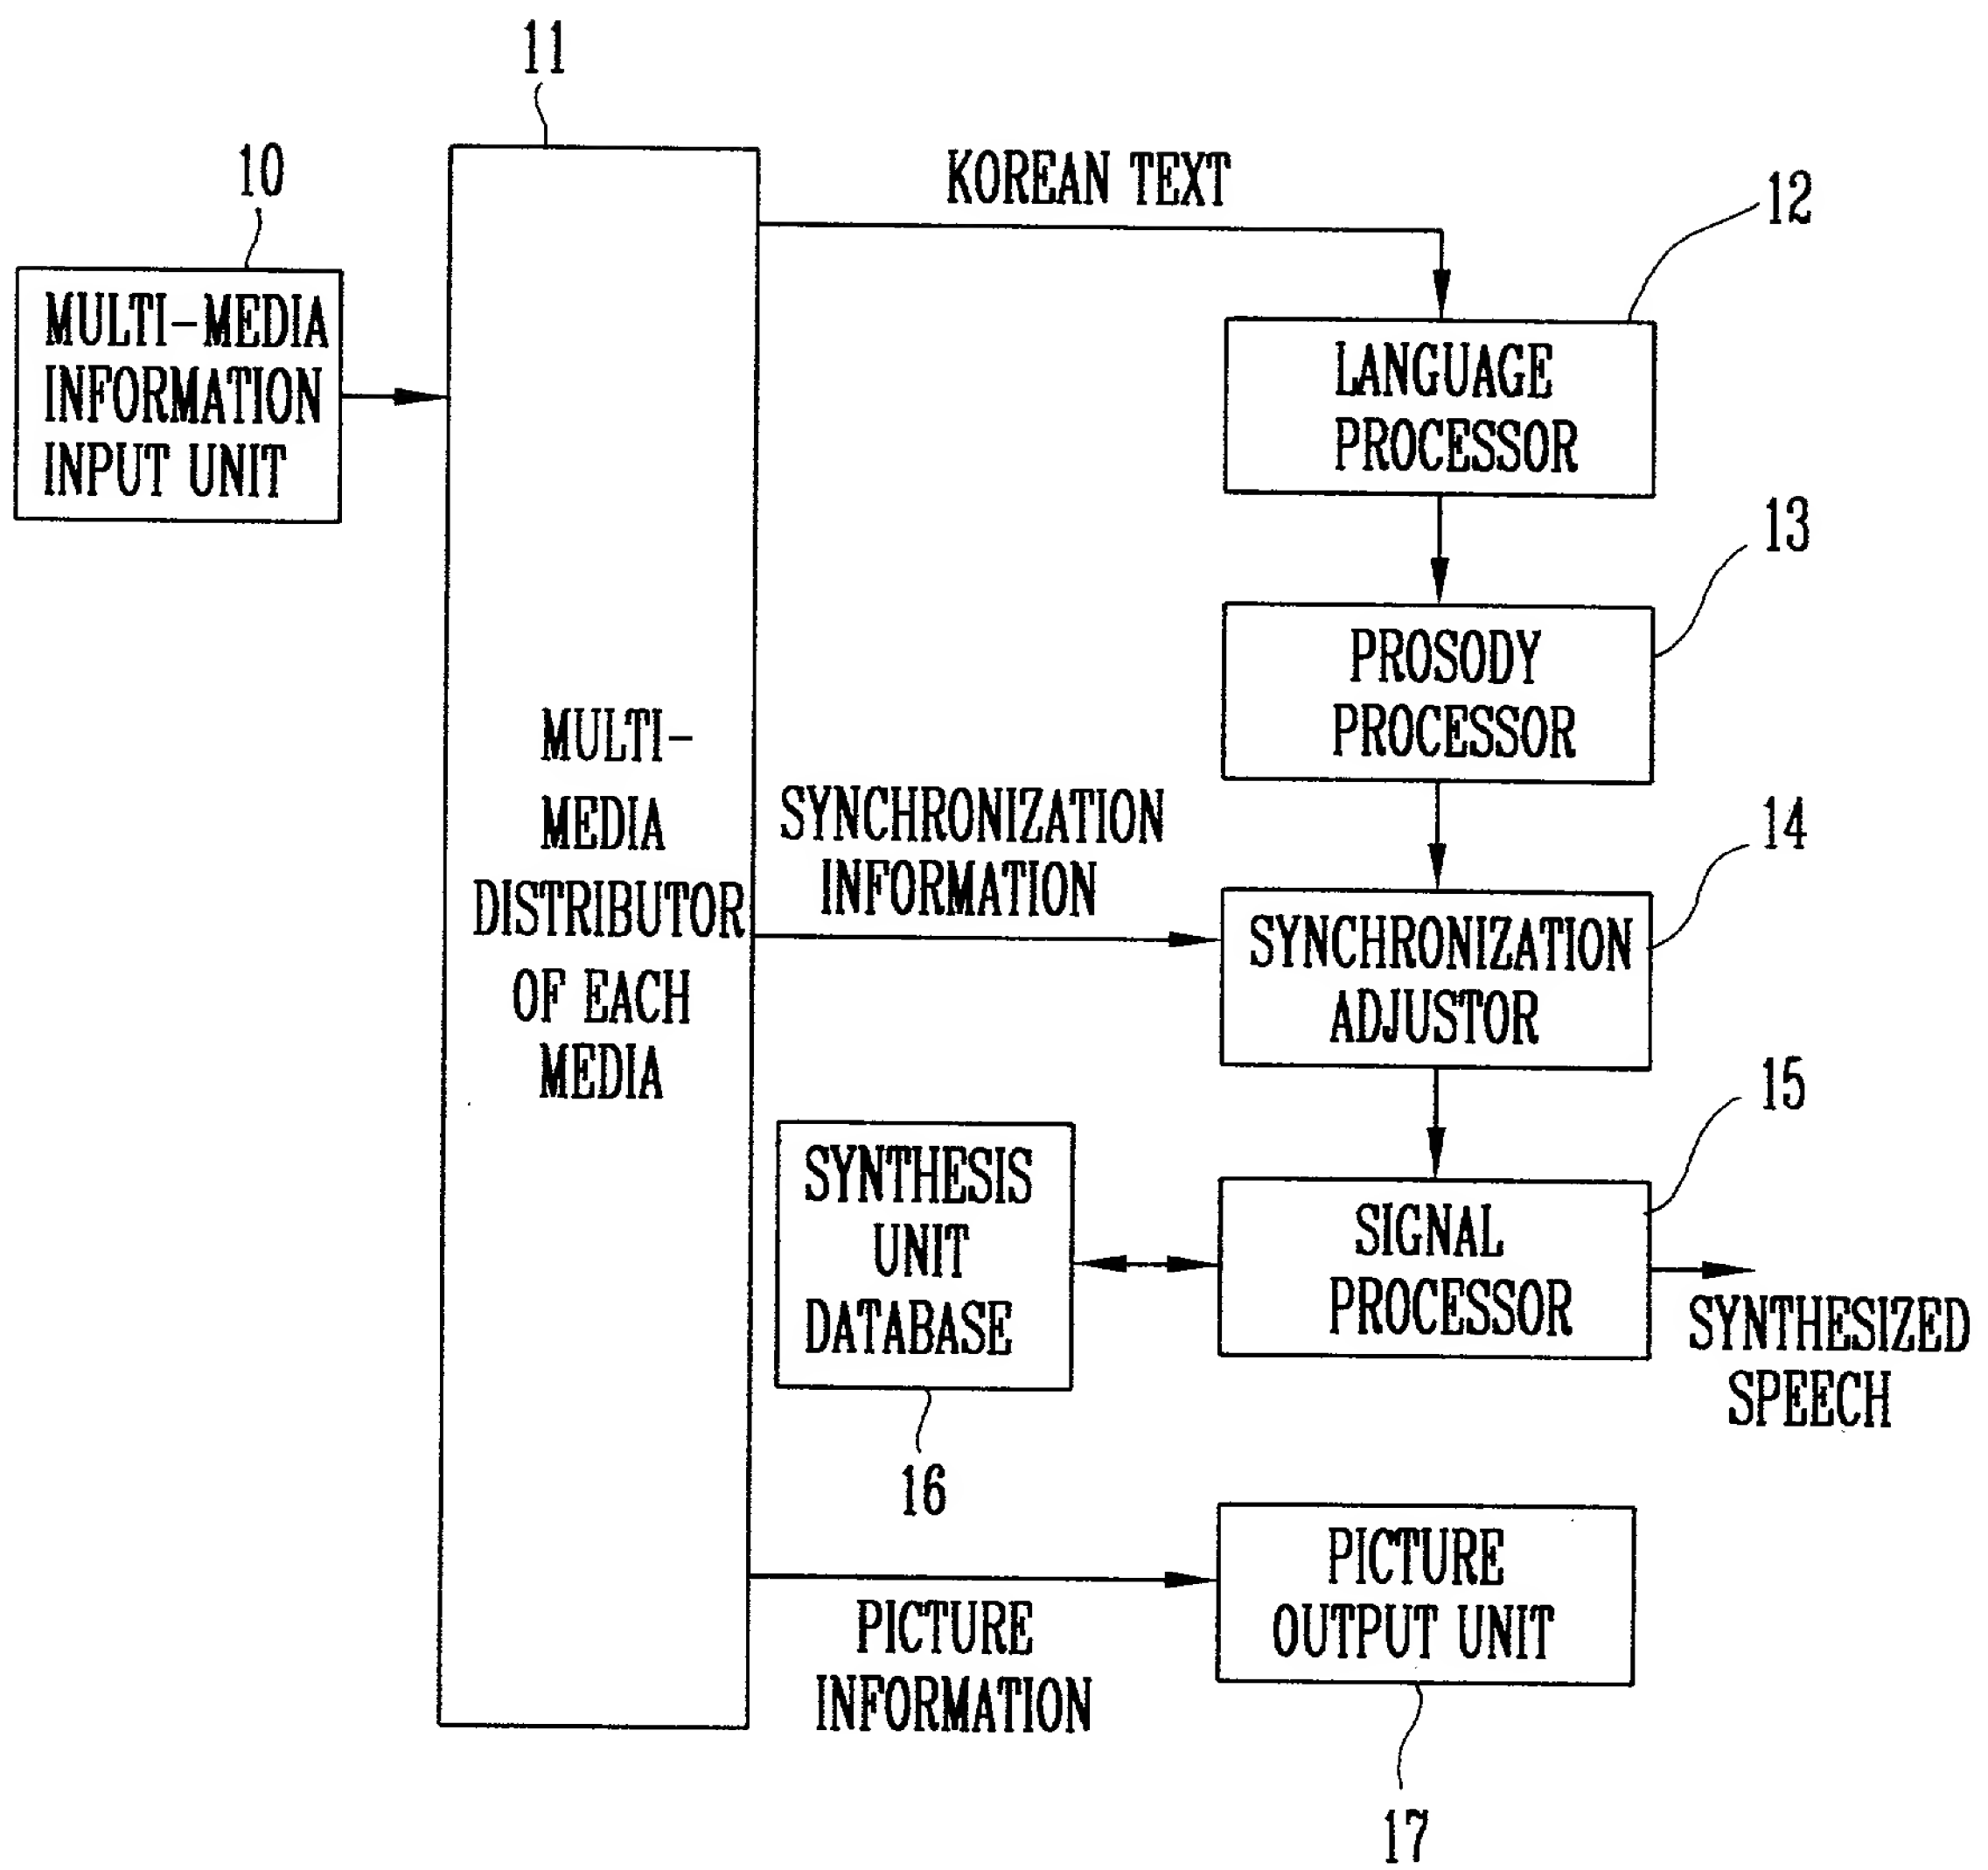 11
10
MULTI-MEDIA
INFORMATION
INPUT UNIT
MULTI-
MEDIA
DISTRIBUTOR
OF EACH
MEDIA
KOREAN TEXT
12
LANGUAGE
PROCESSOR
13
PROSODY
PROCESSOR
SYNCHRONIZATION
INFORMATION
14
SYNCHRONIZATION
ADJUSTOR
15
SYNTHESIS
UNIT
DATABASE
16
SIGNAL
PROCESSOR
SYNTHESIZED
SPEECH
PICTURE
INFORMATION
PICTURE
OUTPUT UNIT
17